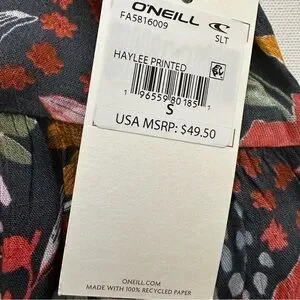 O'NEILL
FA5816009
SLT
HAYLEE PRINTED
1 96559 80185 7
S
USA MSRP: $49.50
ONEILL.COM
MADE WITH 100% RECYCLED PAPER